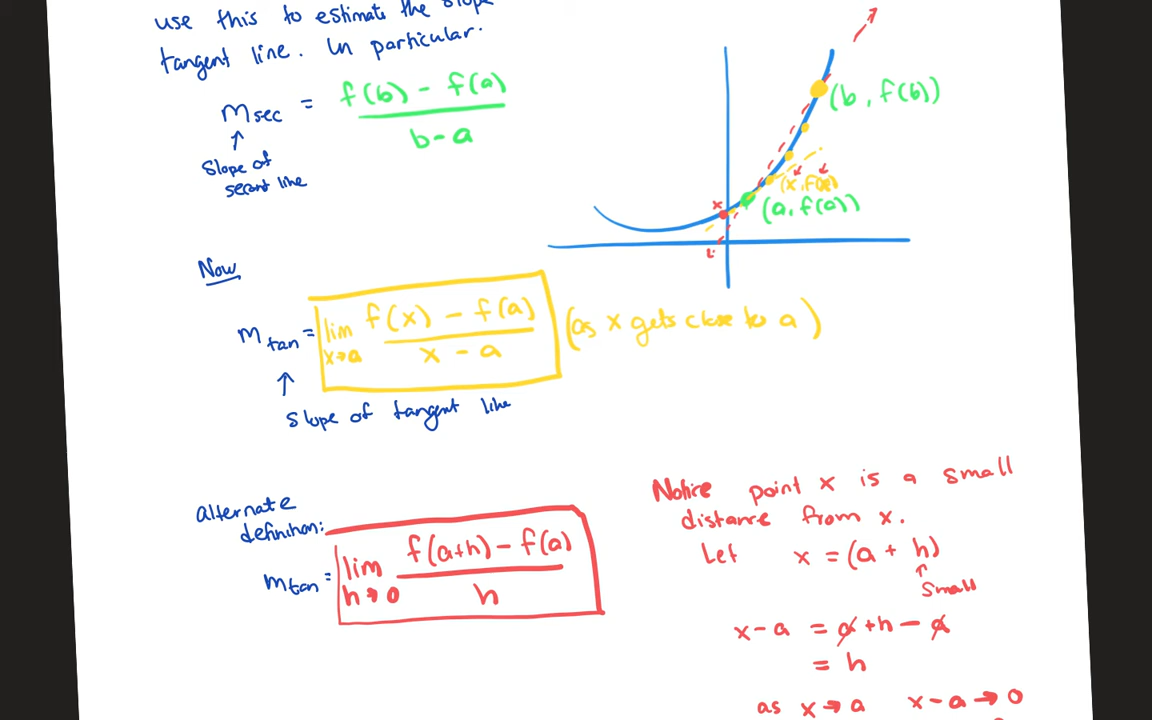 use this to estimate the slope
tangent line. In particular.
msec = f(b) - f(a)
b-a
↑
Slope of
secant line
(b, f(b))
(x, f(x))
(a, f(a))
x
Now
mtan = lim x→a f(x) - f(a)
x - a
(as x gets close to a)
↑
Slope of tangent line
alternate
definition:
mtan = lim h→0 f(a+h) - f(a)
h
Notice point x is a small
distance from x.
Let x = (a + h)
↑
Small
x-a = a+h-a
= h
as x→a x-a→0